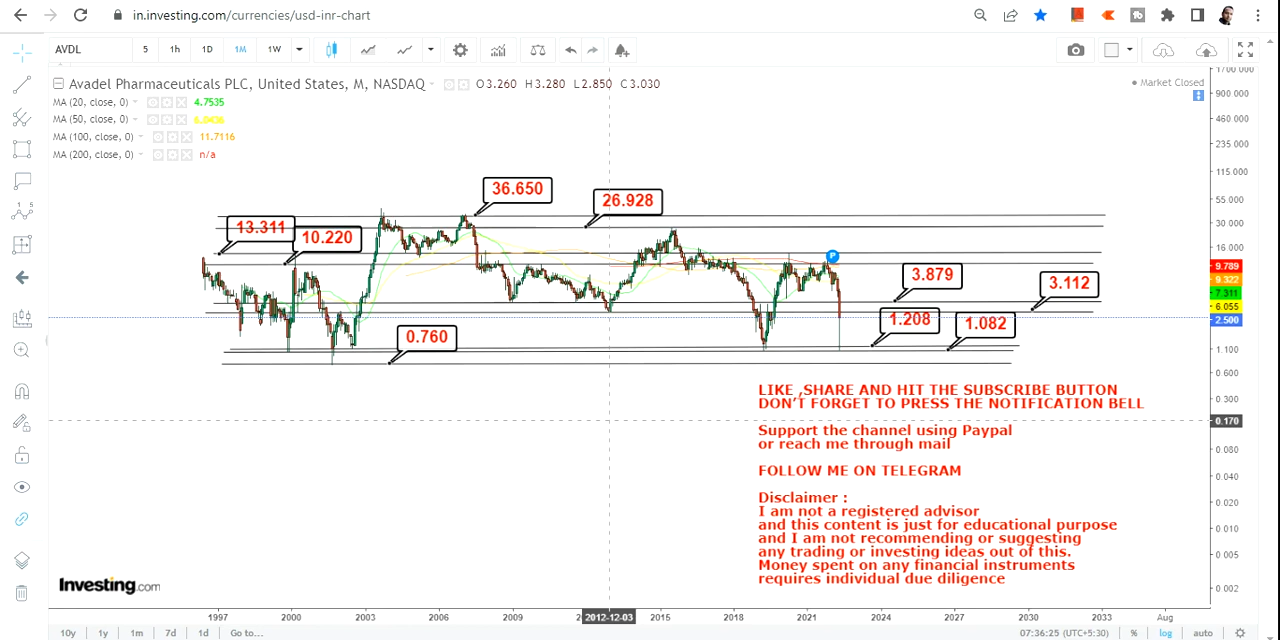 in.investing.com/currencies/usd-inr-chart
AVDL 5 1h 1D 1M 1W
Avadel Pharmaceuticals PLC, United States, M, NASDAQ O3.260 H3.280 L2.850 C3.030
Market Closed
MA (20, close, 0) 4.7535
MA (50, close, 0)
MA (100, close, 0) 11.7116
MA (200, close, 0) n/a
1700.000
900.000
460.000
235.000
115.000
55.000
30.000
16.000
9.789
9.322
7.311
6.055
2.500
1.100
0.600
0.300
0.170
0.080
0.040
0.020
0.010
0.005
0.002
36.650
26.928
13.311
10.220
3.879
3.112
1.208
1.082
0.760
LIKE ,SHARE AND HIT THE SUBSCRIBE BUTTON
DON'T FORGET TO PRESS THE NOTIFICATION BELL
Support the channel using Paypal
or reach me through mail
FOLLOW ME ON TELEGRAM
Disclaimer :
I am not a registered advisor
and this content is just for educational purpose
and I am not recommending or suggesting
any trading or investing ideas out of this.
Money spent on any financial instruments
requires individual due diligence
P
Investing.com
1997 2000 2003 2006 2009 2012-12-03 2015 2018 2021 2024 2027 2030 2033 Aug
10y 1y 1m 7d 1d Go to... 07:36:25 (UTC+5:30) % log auto